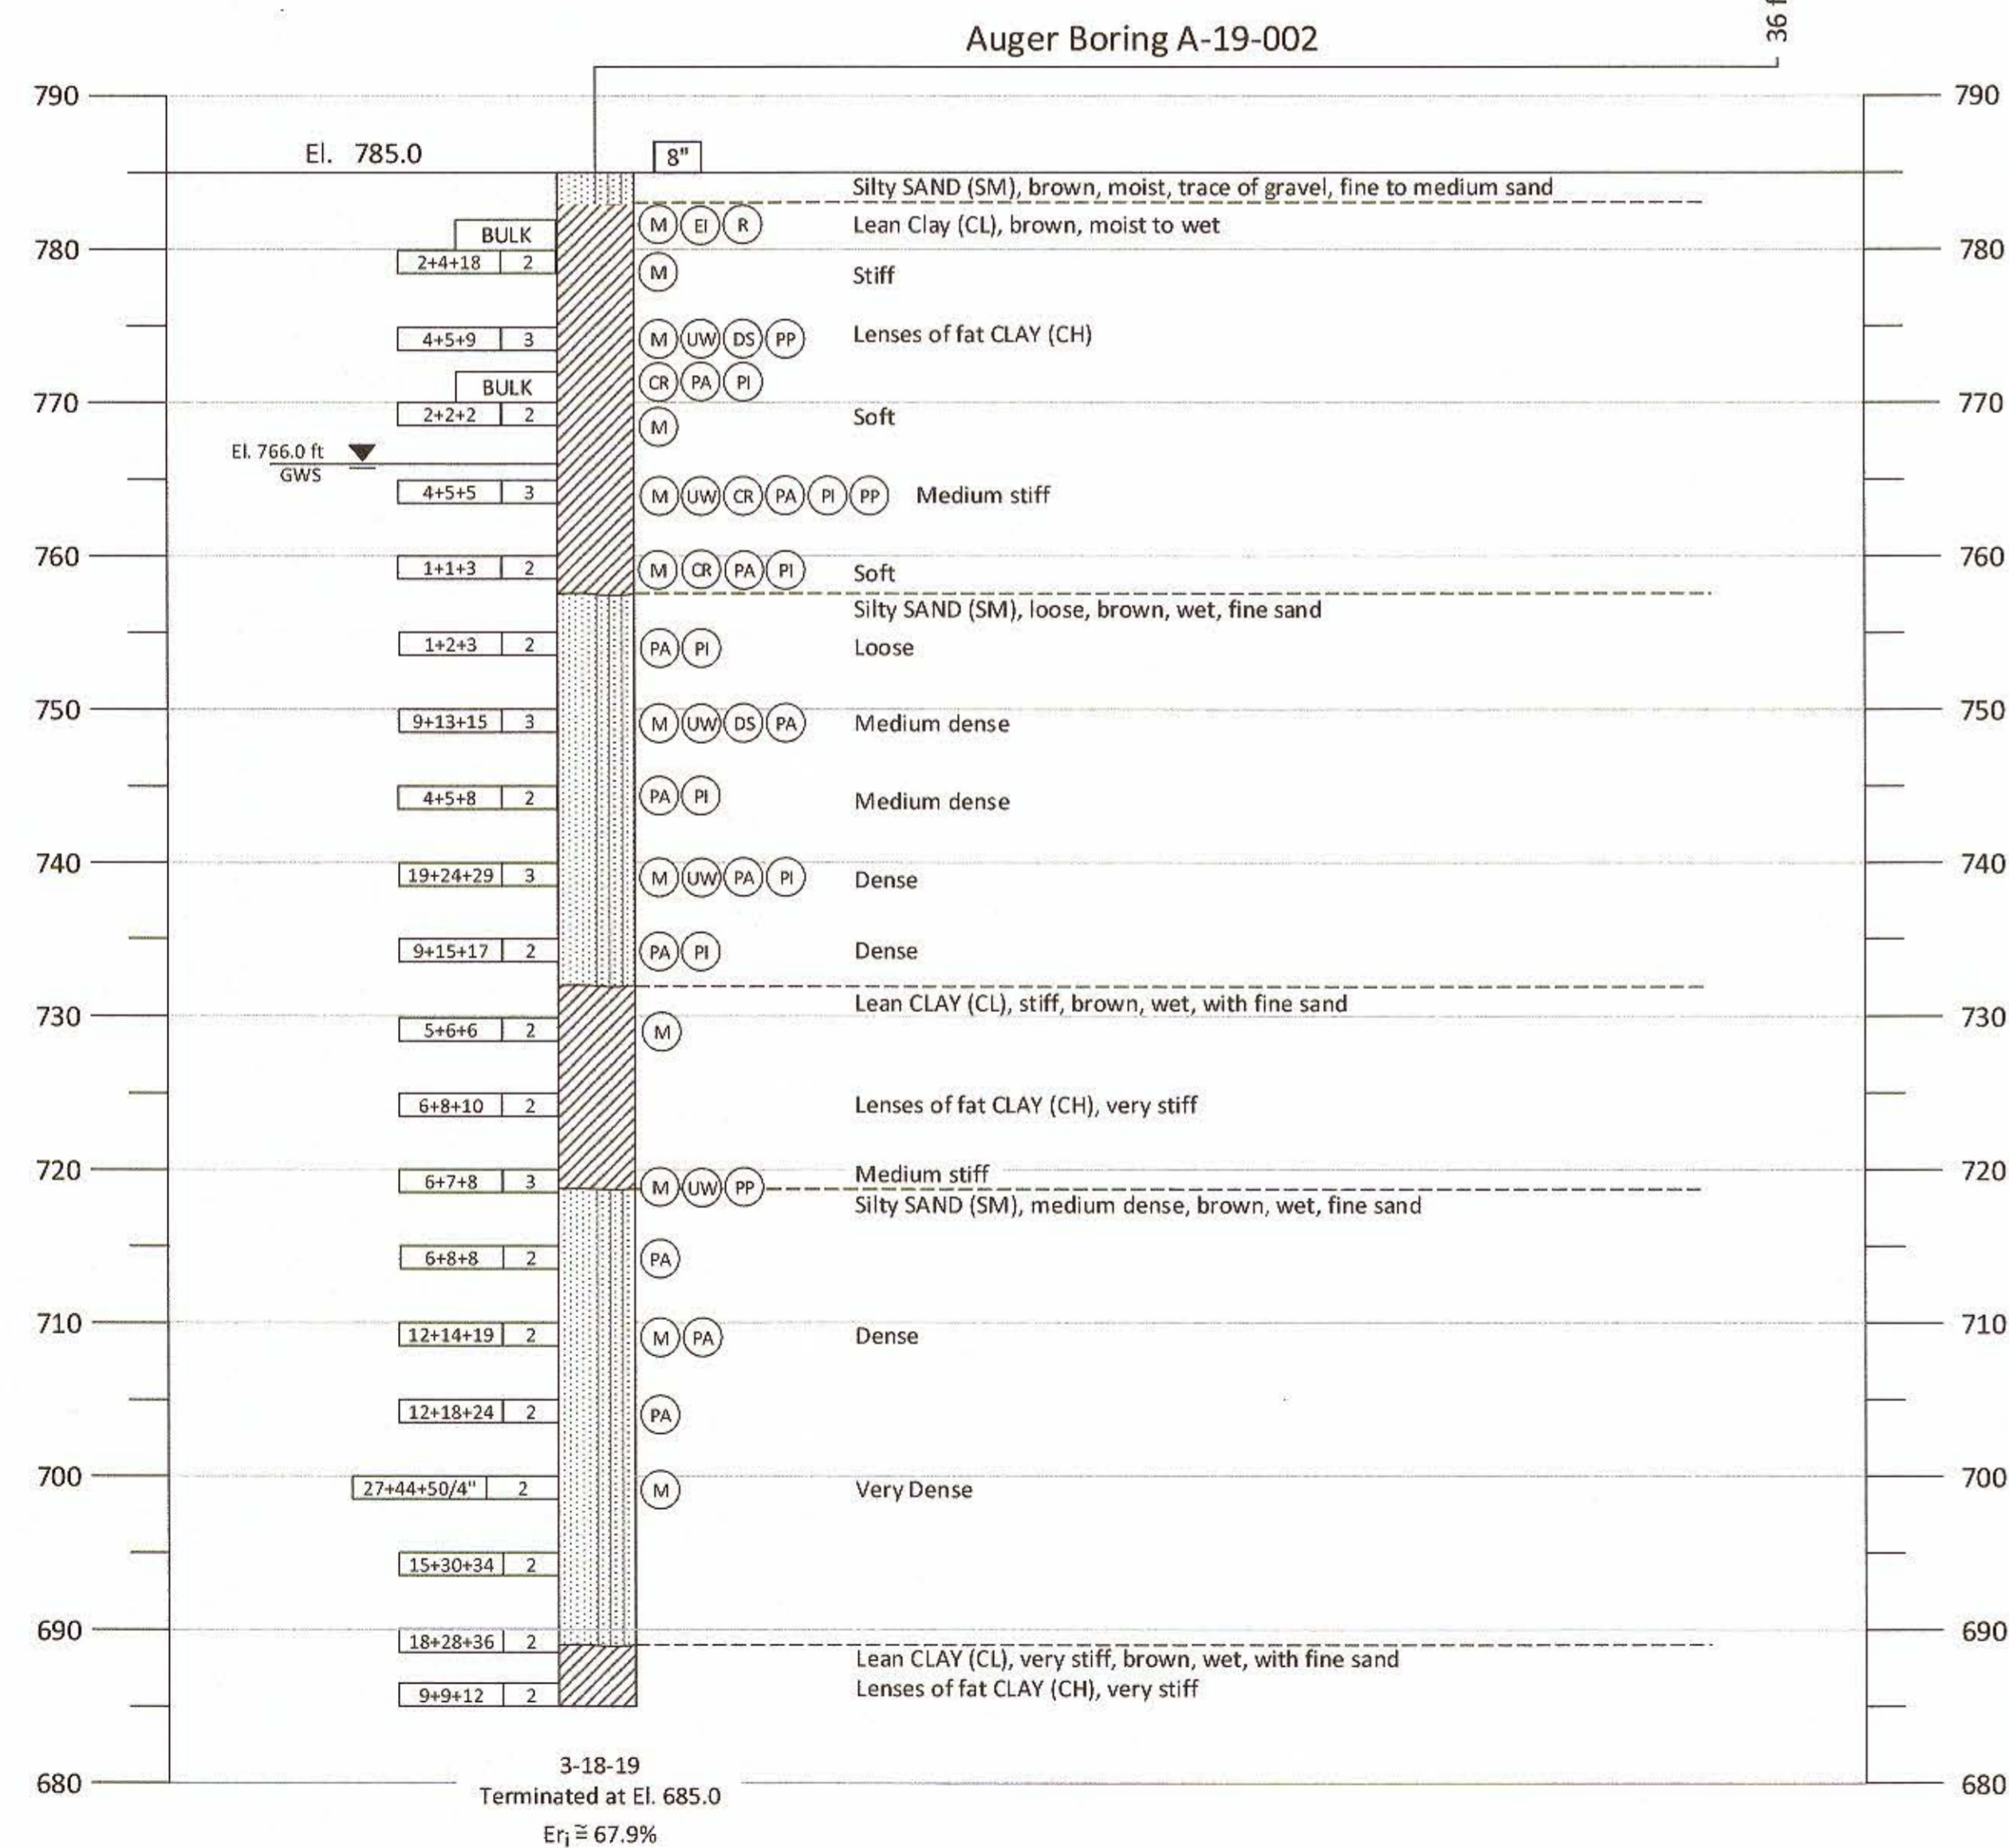 36 f
Auger Boring A-19-002
790 790
El. 785.0 8"
Silty SAND (SM), brown, moist, trace of gravel, fine to medium sand
BULK M EI R Lean Clay (CL), brown, moist to wet
780 780
2+4+18 2 M Stiff
4+5+9 3 M UW DS PP Lenses of fat CLAY (CH)
BULK CR PA PI
770 770
2+2+2 2 M Soft
El. 766.0 ft
GWS
4+5+5 3 M UW CR PA PI PP Medium stiff
760 760
1+1+3 2 M CR PA PI Soft
Silty SAND (SM), loose, brown, wet, fine sand
1+2+3 2 PA PI Loose
750 750
9+13+15 3 M UW DS PA Medium dense
4+5+8 2 PA PI Medium dense
740 740
19+24+29 3 M UW PA PI Dense
9+15+17 2 PA PI Dense
Lean CLAY (CL), stiff, brown, wet, with fine sand
730 730
5+6+6 2 M
6+8+10 2 Lenses of fat CLAY (CH), very stiff
720 720
6+7+8 3 M UW PP Medium stiff
Silty SAND (SM), medium dense, brown, wet, fine sand
6+8+8 2 PA
710 710
12+14+19 2 M PA Dense
12+18+24 2 PA
700 700
27+44+50/4" 2 M Very Dense
15+30+34 2
690 690
18+28+36 2
Lean CLAY (CL), very stiff, brown, wet, with fine sand
9+9+12 2 Lenses of fat CLAY (CH), very stiff
3-18-19
680 680
Terminated at El. 685.0
Eri ≅ 67.9%